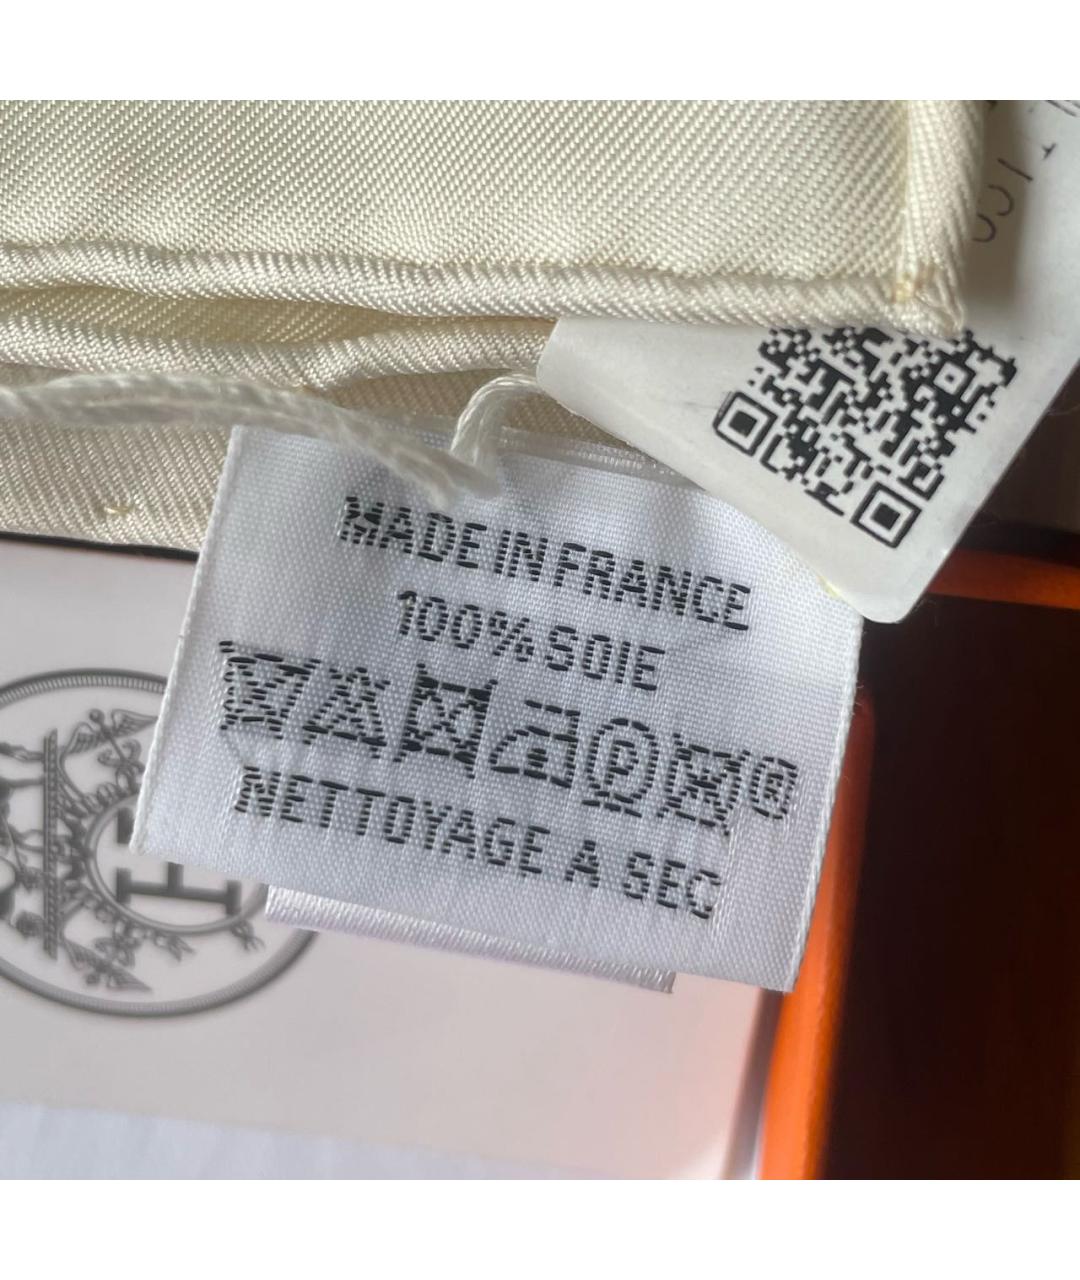 MADE IN FRANCE
100% SOIE
P ®
NETTOYAGE A SEC
H